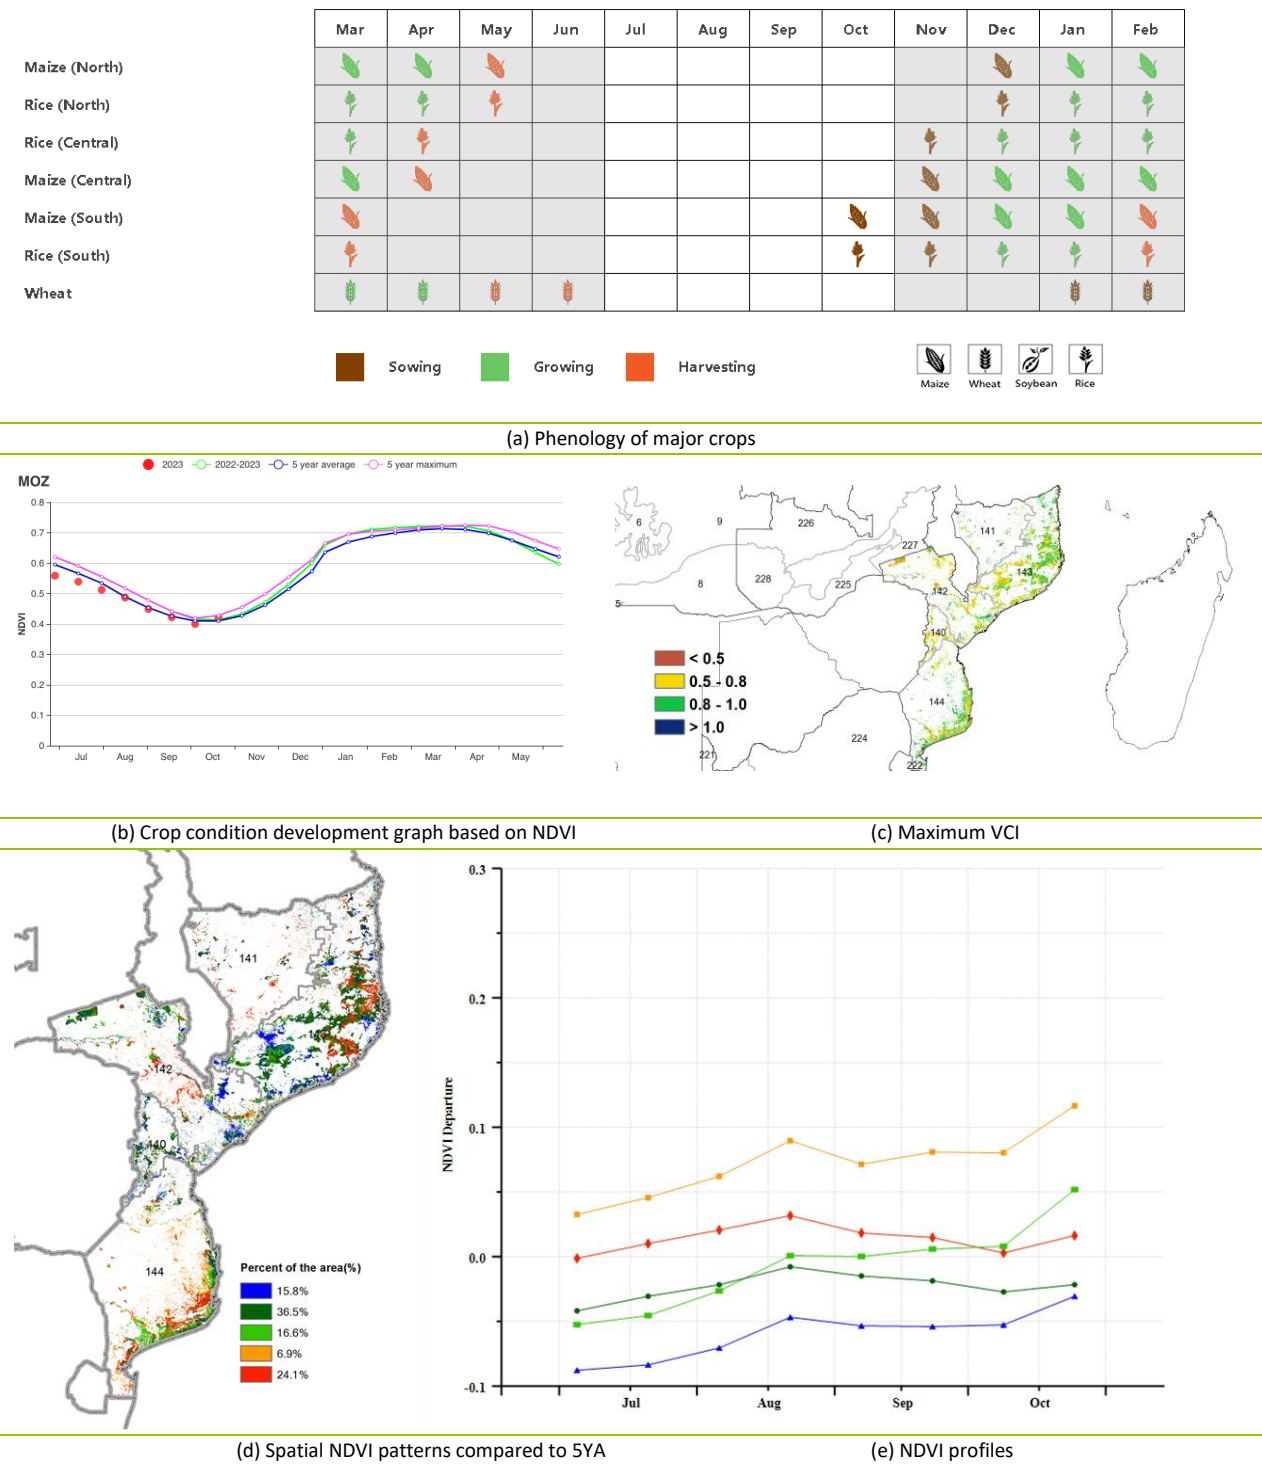 Mar Apr May Jun Jul Aug Sep Oct Nov Dec Jan Feb
Maize (North)
Rice (North)
Rice (Central)
Maize (Central)
Maize (South)
Rice (South)
Wheat
Sowing Growing Harvesting
Maize Wheat Soybean Rice
(a) Phenology of major crops
2023 2022-2023 5 year average 5 year maximum
MOZ
0.8
0.7
0.6
0.5
0.4
0.3
0.2
0.1
0
NDVI
Jul Aug Sep Oct Nov Dec Jan Feb Mar Apr May
6
9
226
227
141
8
228
225
143
142
5
140
144
224
221
222
< 0.5
0.5 - 0.8
0.8 - 1.0
> 1.0
(b) Crop condition development graph based on NDVI (c) Maximum VCI
141
142
140
144
Percent of the area(%)
15.8%
36.5%
16.6%
6.9%
24.1%
0.3
0.2
0.1
0.0
-0.1
NDVI Departure
Jul Aug Sep Oct
(d) Spatial NDVI patterns compared to 5YA (e) NDVI profiles